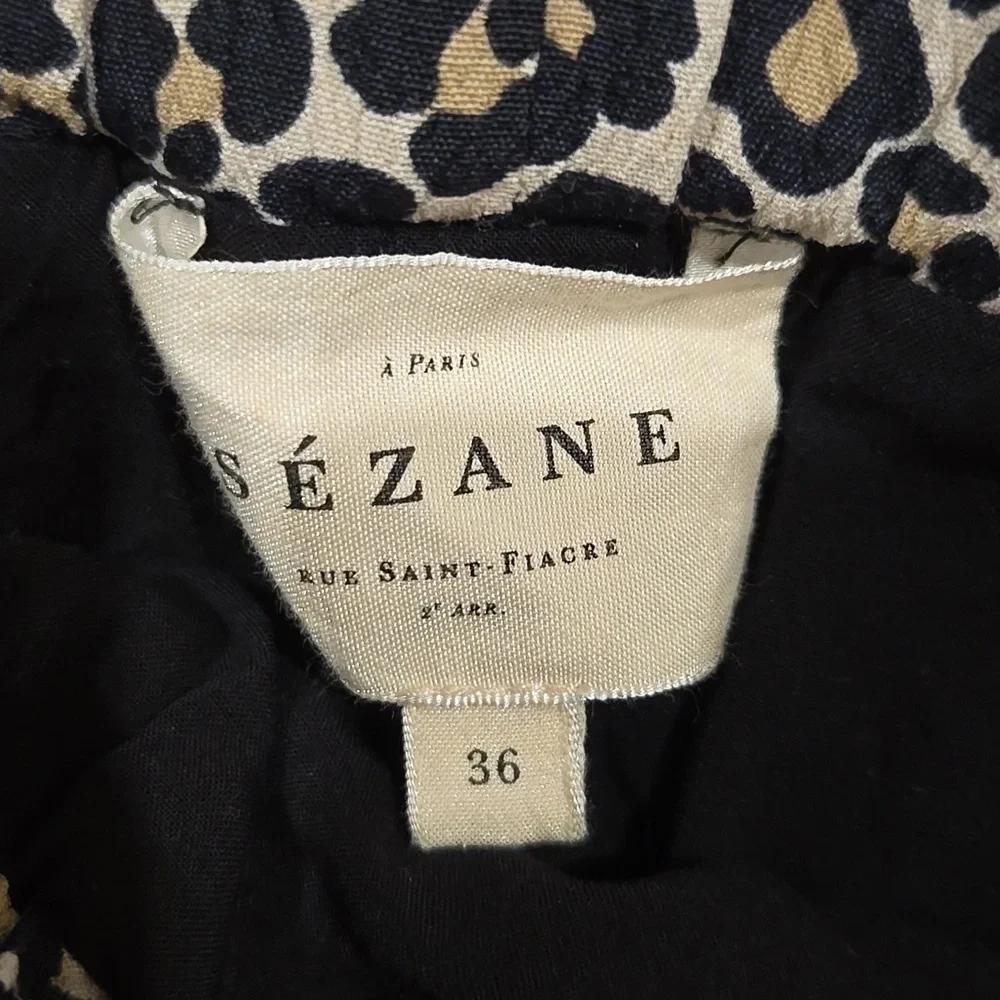 à Paris
SÉZANE
Rue Saint-Fiacre
2e Arr.
36